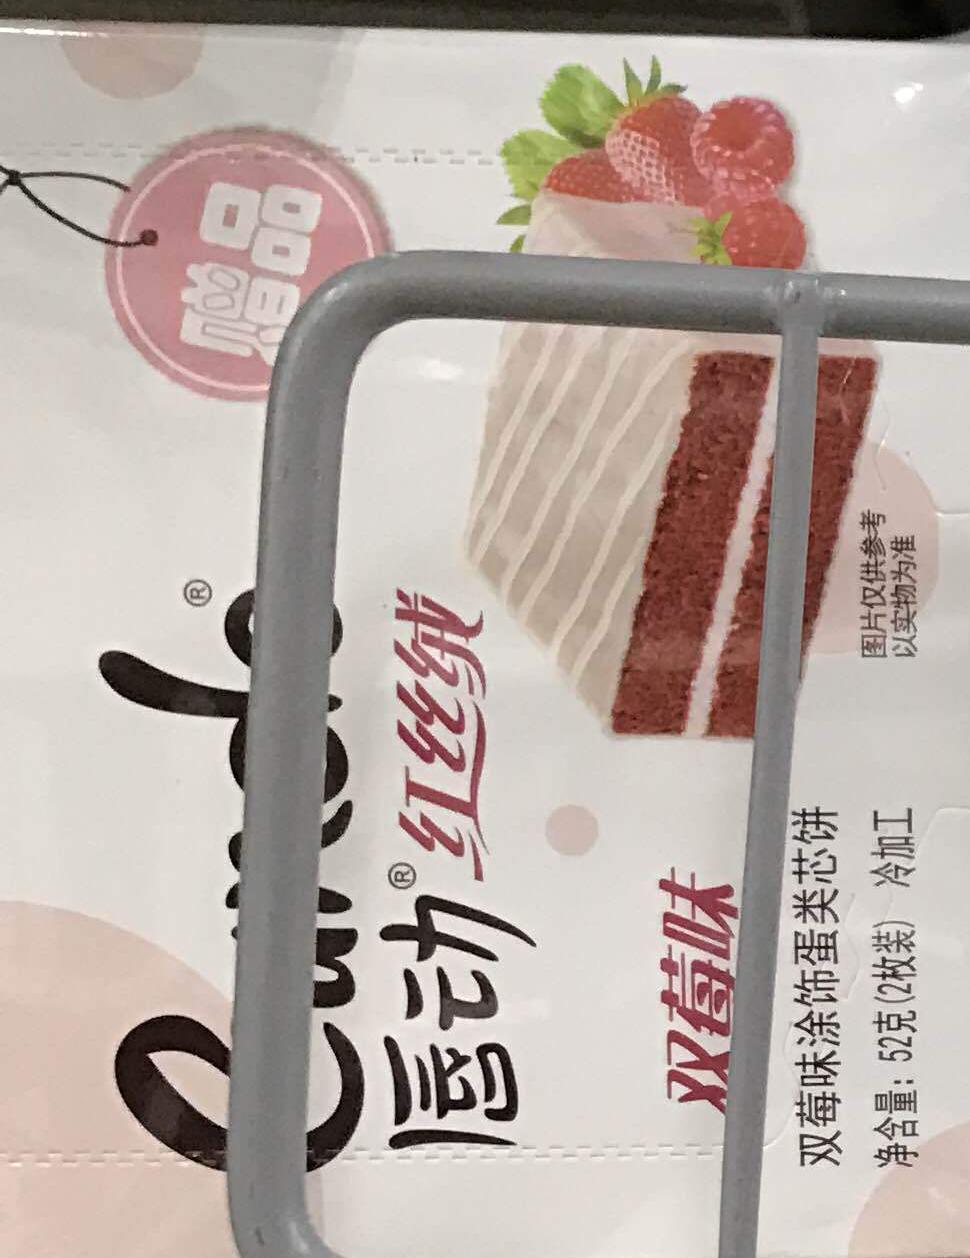 赠品
®
唇动®红丝绒
双莓味
双莓味涂饰蛋类芯饼
净含量：52克(2枚装) 冷加工
图片仅供参考
以实物为准